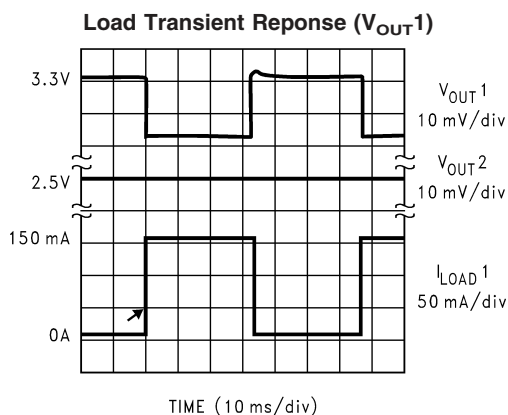 Load Transient Reponse (VOUT1)
3.3V
VOUT1
10 mV/div
VOUT2
10 mV/div
2.5V
150 mA
ILOAD1
50 mA/div
0A
TIME (10 ms/div)